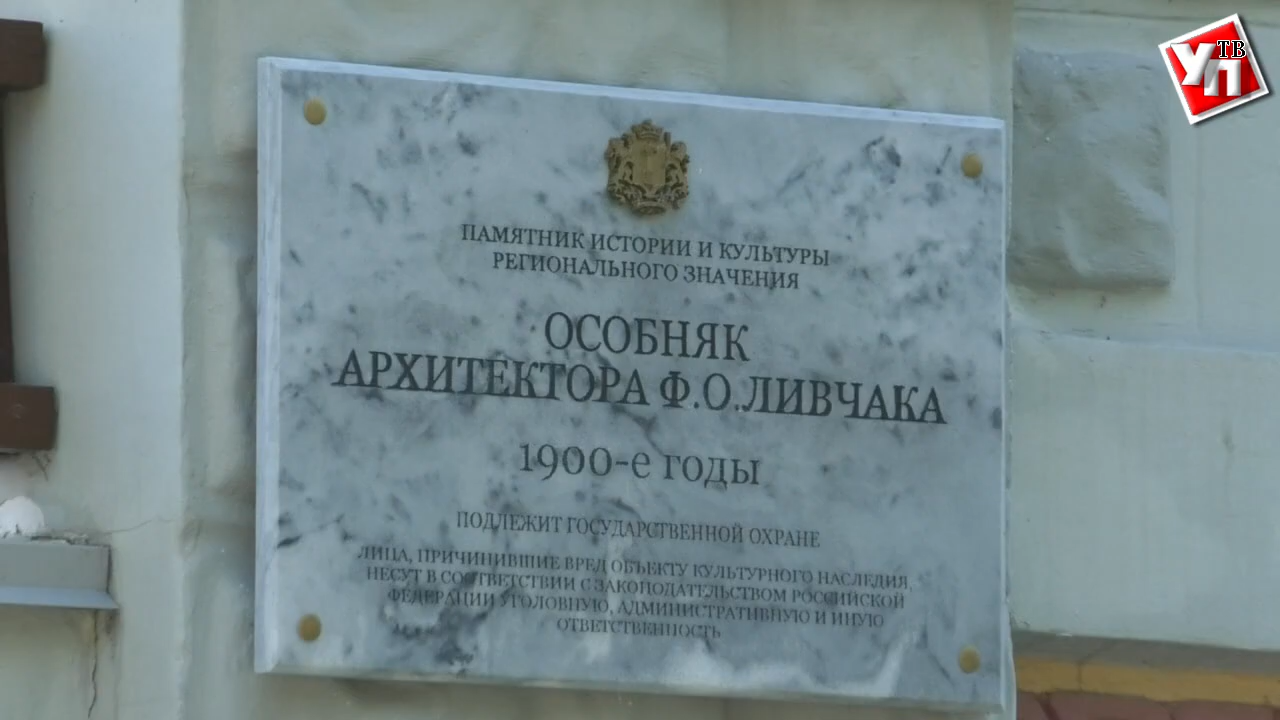 УП ТВ
ПАМЯТНИК ИСТОРИИ И КУЛЬТУРЫ
РЕГИОНАЛЬНОГО ЗНАЧЕНИЯ
ОСОБНЯК
АРХИТЕКТОРА Ф.О.ЛИВЧАКА
1900-е годы
ПОДЛЕЖИТ ГОСУДАРСТВЕННОЙ ОХРАНЕ
ЛИЦА, ПРИЧИНИВШИЕ ВРЕД ОБЪЕКТУ КУЛЬТУРНОГО НАСЛЕДИЯ,
НЕСУТ В СООТВЕТСТВИИ С ЗАКОНОДАТЕЛЬСТВОМ РОССИЙСКОЙ
ФЕДЕРАЦИИ УГОЛОВНУЮ, АДМИНИСТРАТИВНУЮ И ИНУЮ
ОТВЕТСТВЕННОСТЬ